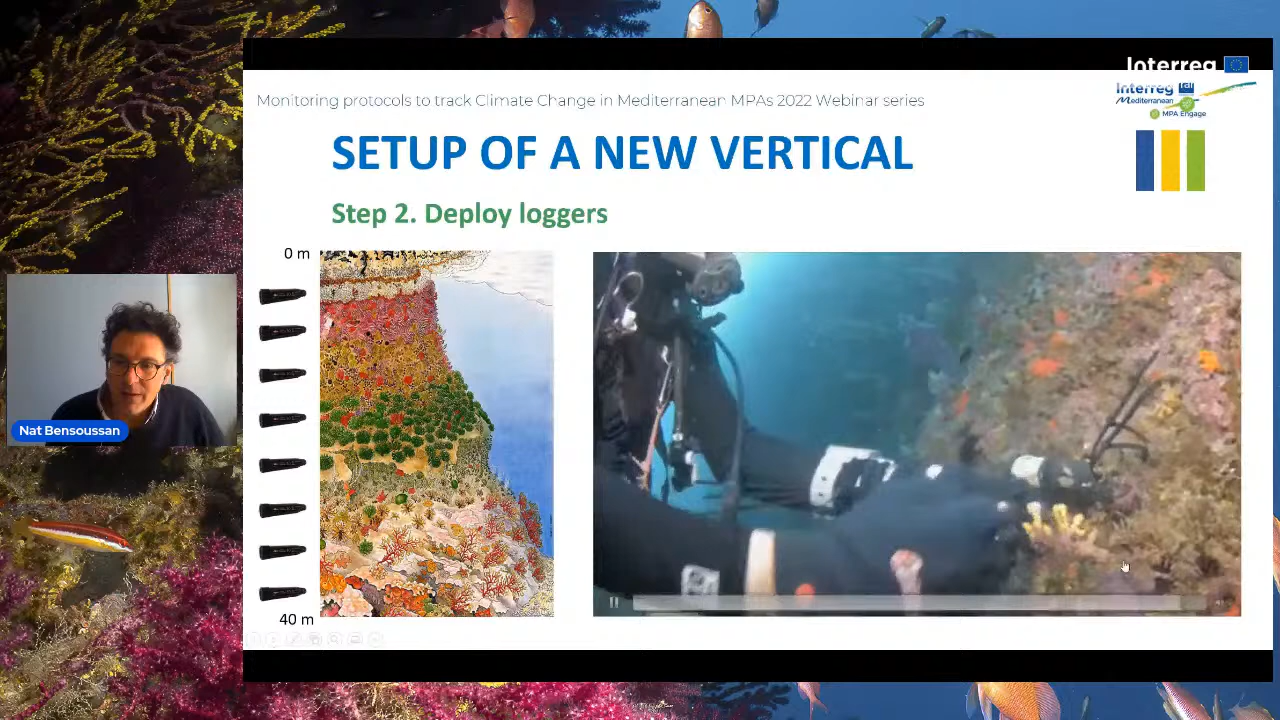 Interreg
Monitoring protocols to track Climate Change in Mediterranean MPAs 2022 Webinar series
Interreg
Mediterranean
MPA Engage
SETUP OF A NEW VERTICAL
Step 2. Deploy loggers
0 m
Nat Bensoussan
40 m